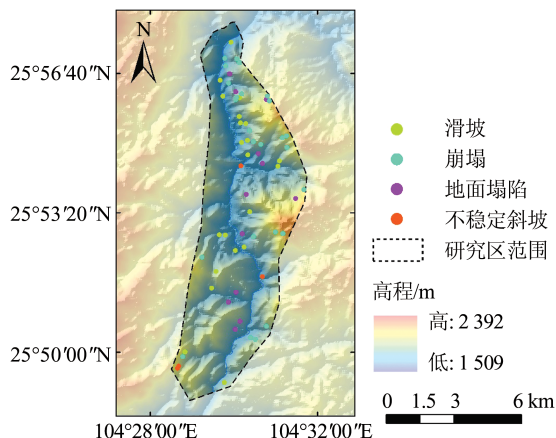 N
25°56′40″N
25°53′20″N
25°50′00″N
104°28′00″E
104°32′00″E
滑坡
崩塌
地面塌陷
不稳定斜坡
研究区范围
高程/m
高: 2 392
低: 1 509
0 1.5 3 6 km